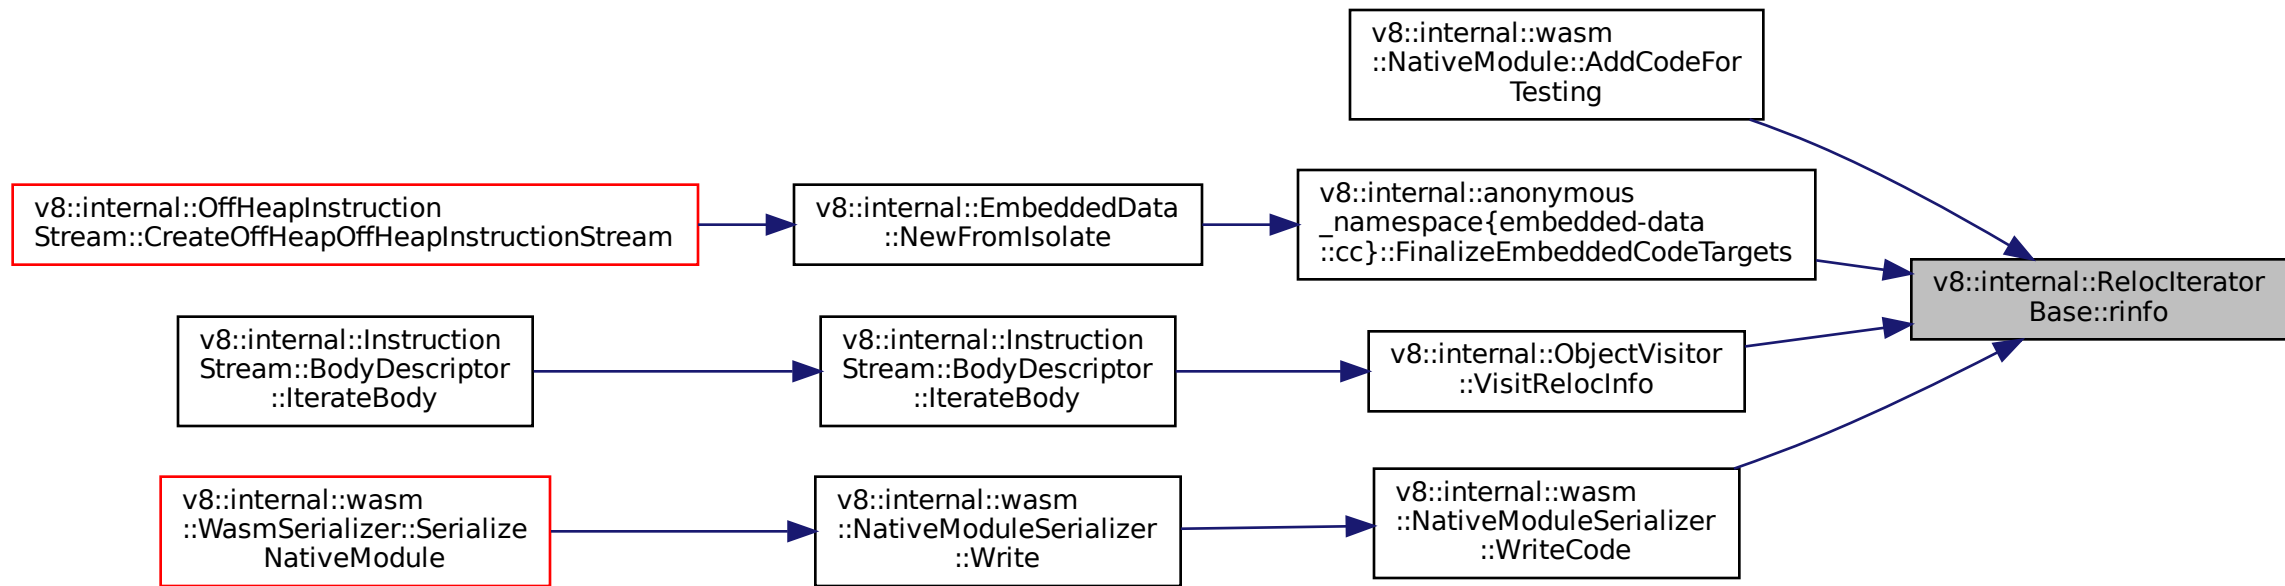 v8::internal::wasm
::NativeModule::AddCodeFor
Testing
v8::internal::OffHeapInstruction
Stream::CreateOffHeapOffHeapInstructionStream
v8::internal::EmbeddedData
::NewFromIsolate
v8::internal::anonymous
_namespace{embedded-data
::cc}::FinalizeEmbeddedCodeTargets
v8::internal::RelocIterator
Base::rinfo
v8::internal::Instruction
Stream::BodyDescriptor
::IterateBody
v8::internal::Instruction
Stream::BodyDescriptor
::IterateBody
v8::internal::ObjectVisitor
::VisitRelocInfo
v8::internal::wasm
::WasmSerializer::Serialize
NativeModule
v8::internal::wasm
::NativeModuleSerializer
::Write
v8::internal::wasm
::NativeModuleSerializer
::WriteCode